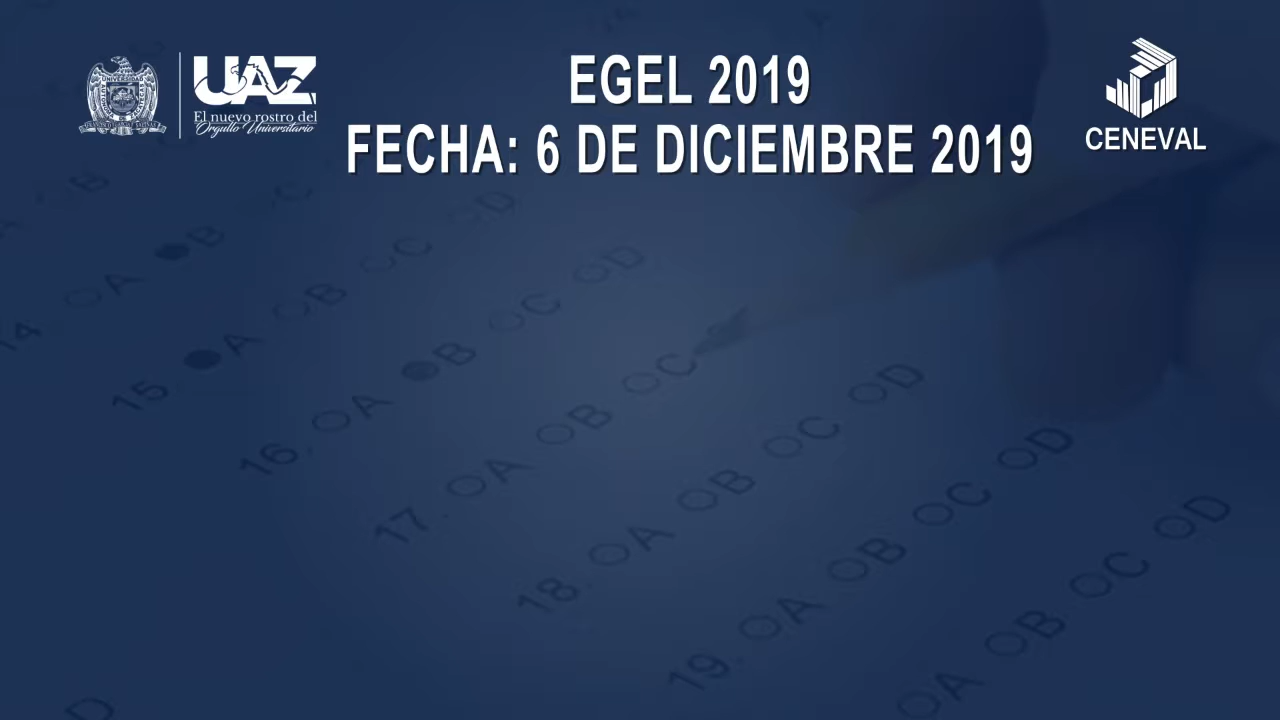 UAZ
El nuevo rostro del
Orgullo Universitario
EGEL 2019
FECHA: 6 DE DICIEMBRE 2019
CENEVAL
B C
14 A B C D
15 A B C D
16. A B C D
17. A B C D
18. A B C D
19. A B C D
A B C D
D